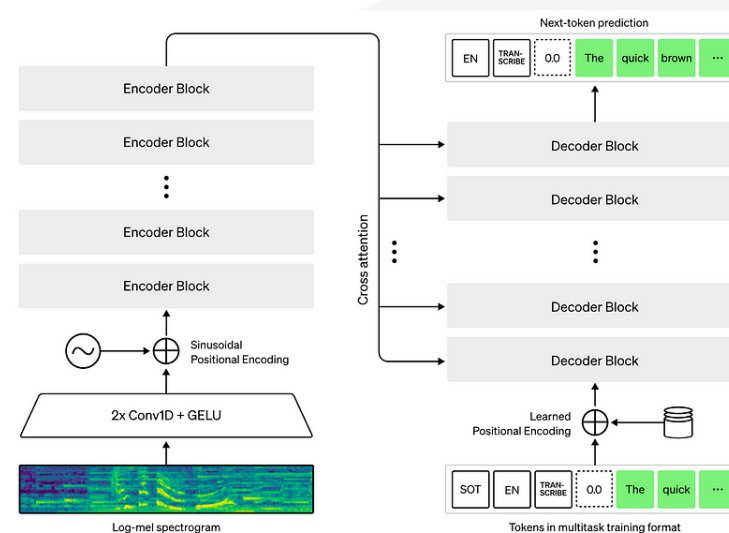 Next-token prediction
EN TRAN-SCRIBE 0.0 The quick brown ...
Encoder Block
Encoder Block
Encoder Block
Encoder Block
Sinusoidal
Positional Encoding
2x Conv1D + GELU
Log-mel spectrogram
Cross attention
Decoder Block
Decoder Block
Decoder Block
Decoder Block
Learned
Positional Encoding
SOT EN TRAN-SCRIBE 0.0 The quick ...
Tokens in multitask training format